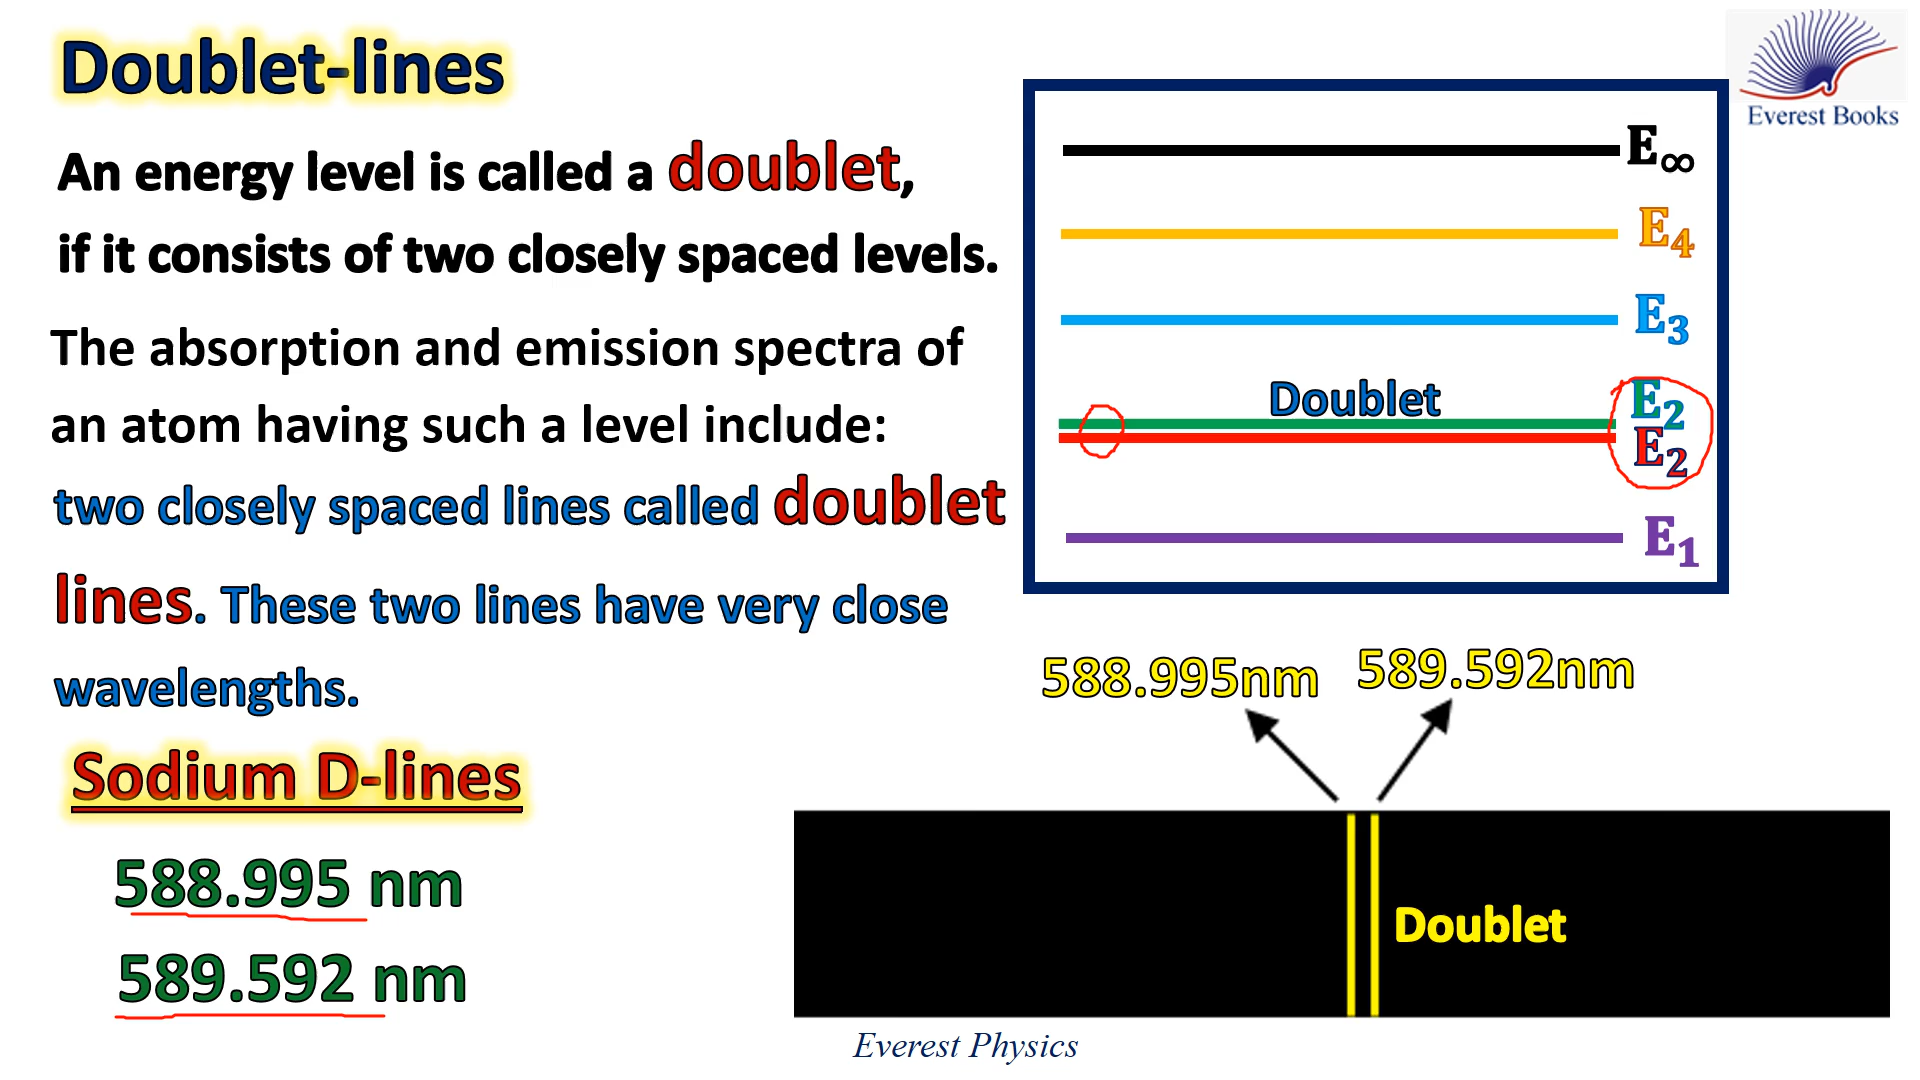 Doublet-lines
An energy level is called a doublet,
if it consists of two closely spaced levels.
The absorption and emission spectra of
an atom having such a level include:
two closely spaced lines called doublet
lines. These two lines have very close
wavelengths.
Sodium D-lines
588.995 nm
589.592 nm
Everest Books
E∞
E4
E3
Doublet
E2
E2
E1
588.995nm 589.592nm
Doublet
Everest Physics